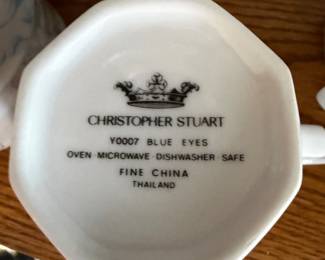 CHRISTOPHER STUART
Y0007 BLUE EYES
OVEN · MICROWAVE · DISHWASHER · SAFE
FINE CHINA
THAILAND